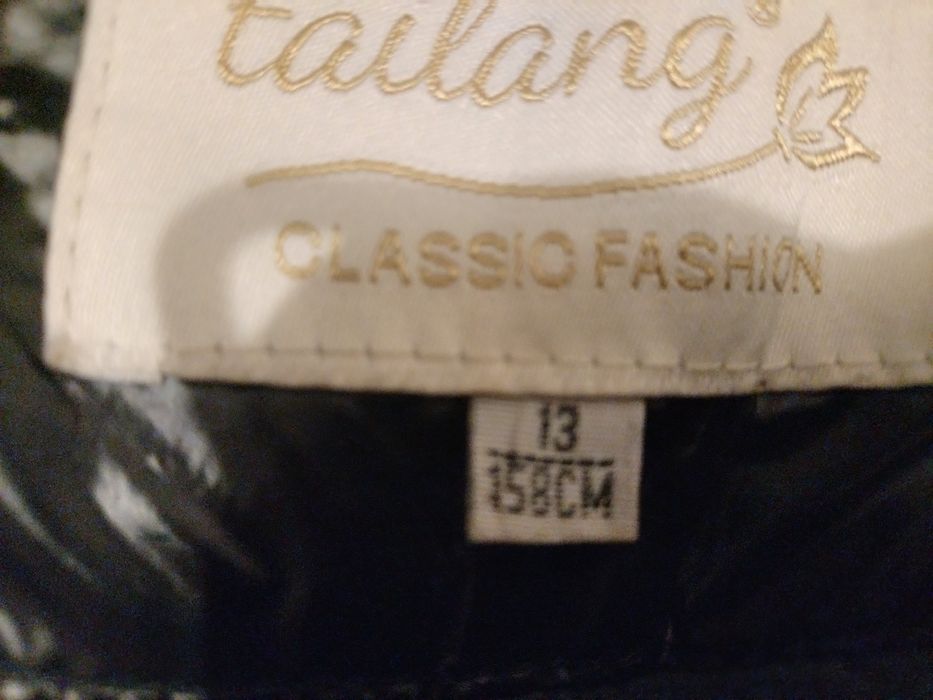 tailang
CLASSIC FASHION
13
158CM